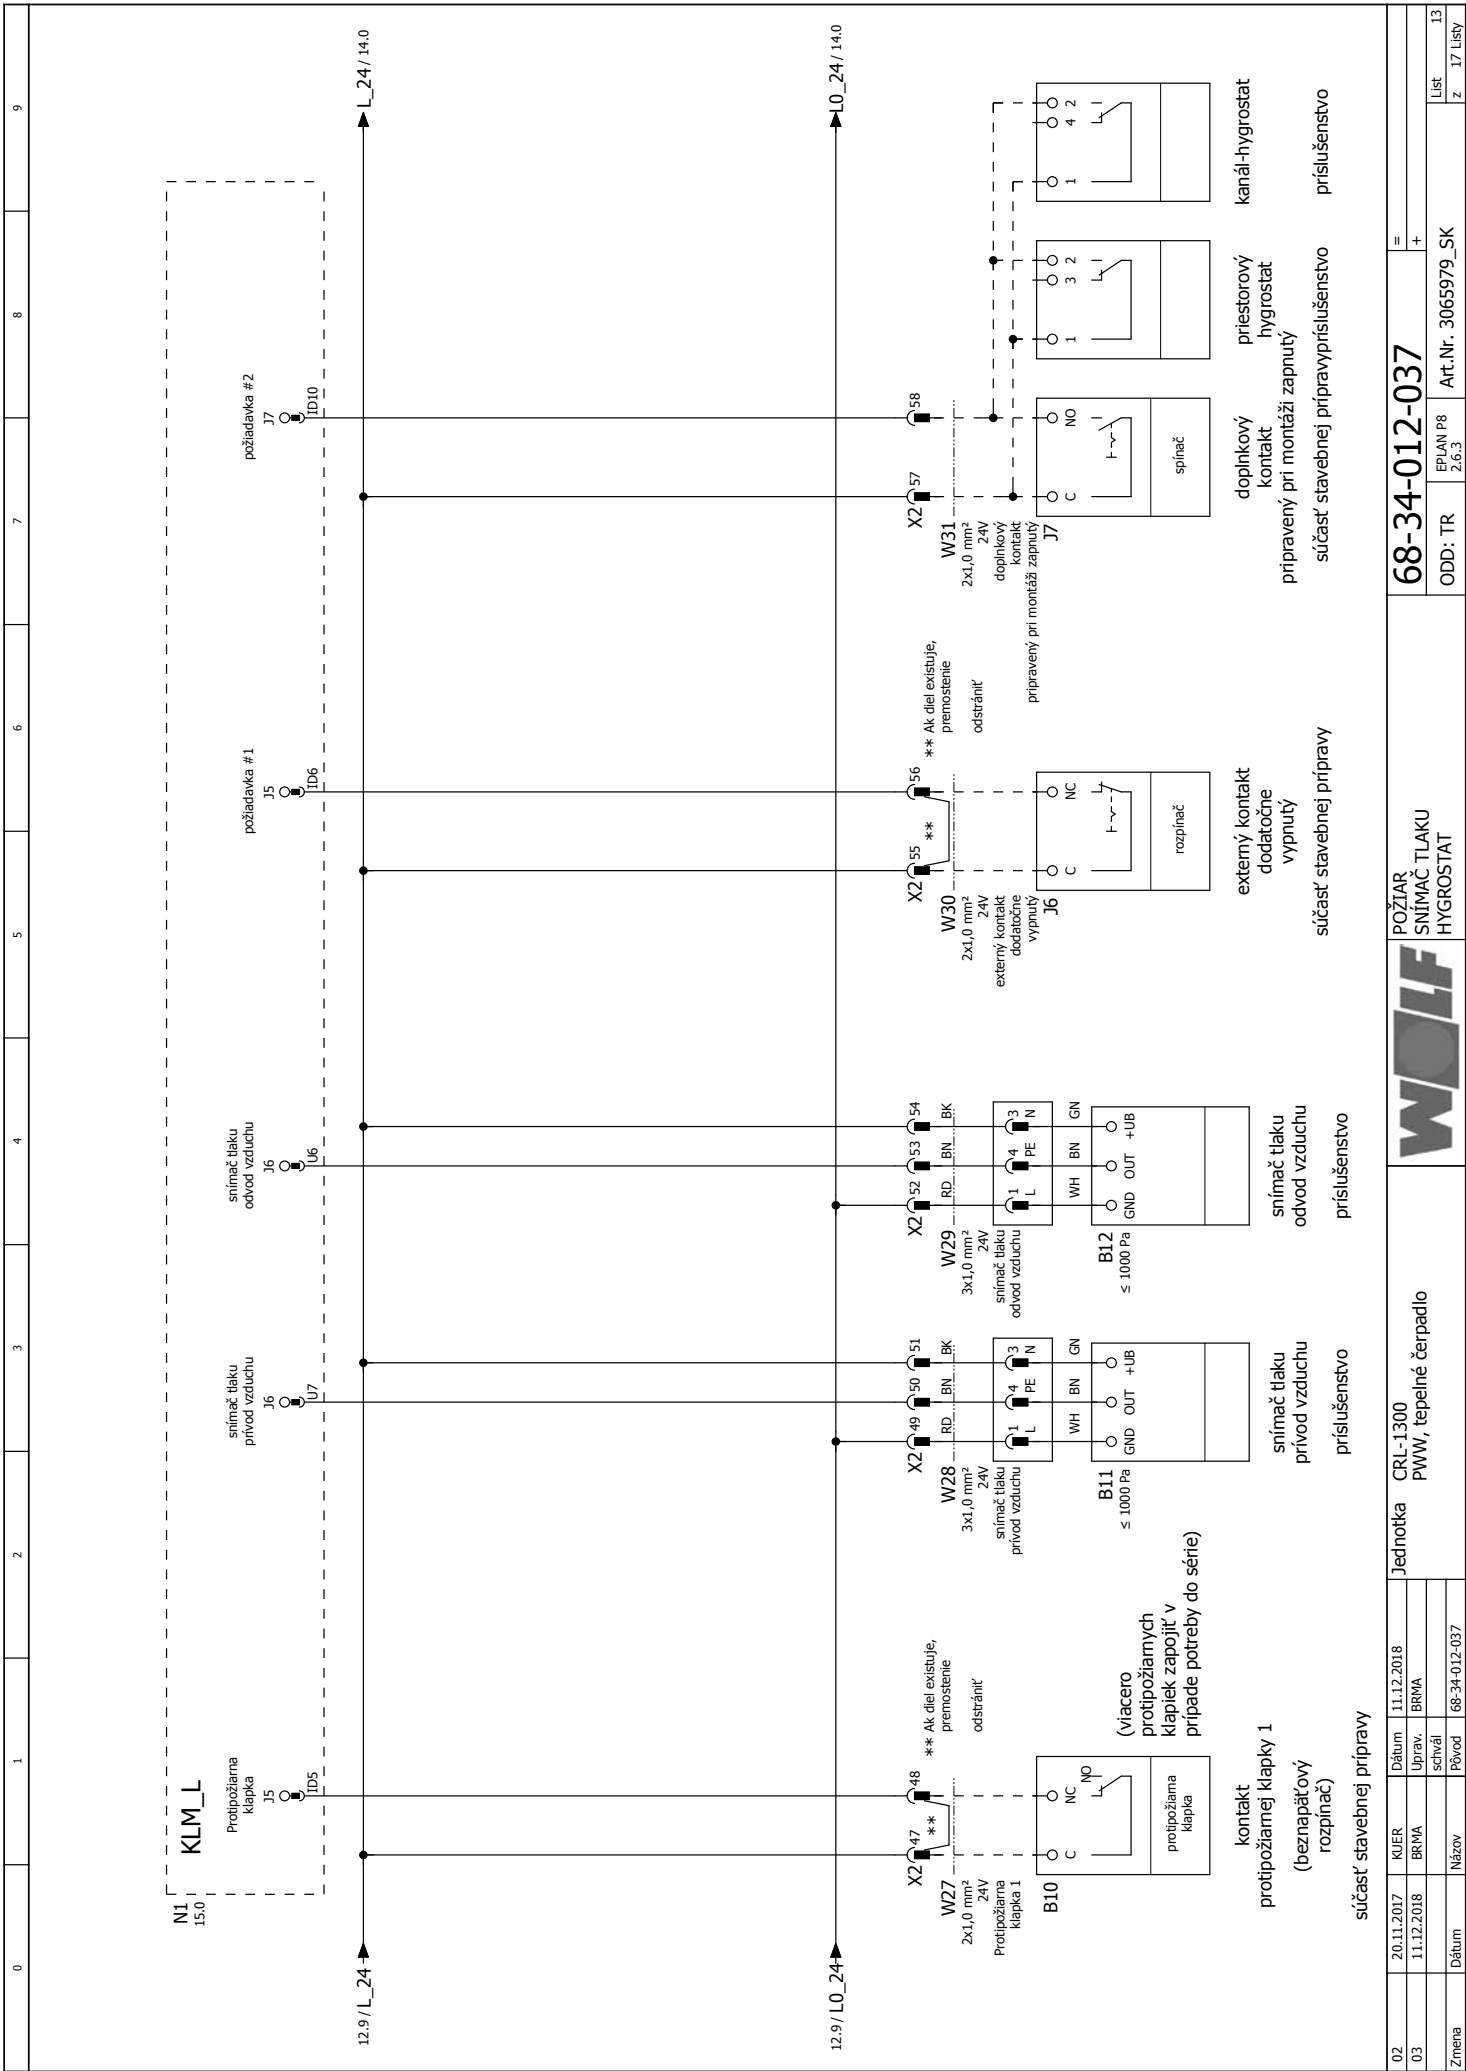 0 1 2 3 4 5 6 7 8 9
N1
15.0
KLM_L
Protipožiarna
klapka
J5
ID5
snímač tlaku
prívod vzduchu
J6
U7
snímač tlaku
odvod vzduchu
J6
U6
požiadavka #1
J5
ID6
požiadavka #2
J7
ID10
12.9 / L_24
L_24 / 14.0
12.9 / L0_24
L0_24 / 14.0
X2 47 48
**
** Ak diel existuje,
premostenie
odstrániť
W27
2x1,0 mm²
24V
Protipožiarna
klapka 1
B10
C NC NO
protipožiarna
klapka
(viacero
protipožiarnych
klapiek zapojiť v
prípade potreby do série)
kontakt
protipožiarnej klapky 1
(beznapäťový
rozpínač)
súčasť stavebnej prípravy
X2 49 50 51
RD BN BK
W28
3x1,0 mm²
24V
snímač tlaku
prívod vzduchu
1 4 3
L PE N
WH BN GN
B11
≤ 1000 Pa
GND OUT +UB
snímač tlaku
prívod vzduchu
príslušenstvo
X2 52 53 54
RD BN BK
W29
3x1,0 mm²
24V
snímač tlaku
odvod vzduchu
1 4 3
L PE N
WH BN GN
B12
≤ 1000 Pa
GND OUT +UB
snímač tlaku
odvod vzduchu
príslušenstvo
X2 55 56
**
** Ak diel existuje,
premostenie
odstrániť
W30
2x1,0 mm²
24V
externý kontakt
dodatočne
vypnutý
J6
C NC
rozpínač
externý kontakt
dodatočne
vypnutý
súčasť stavebnej prípravy
X2 57 58
W31
2x1,0 mm²
24V
doplnkový
kontakt
pripravený pri montáži zapnutý
J7
C NO
spínač
doplnkový
kontakt
pripravený pri montáži zapnutý
súčasť stavebnej prípravypríslušenstvo
1 3 2
priestorový
hygrostat
1 4 2
kanál-hygrostat
príslušenstvo
02 20.11.2017 KUER Dátum 11.12.2018
03 11.12.2018 BRMA Uprav. BRMA
schvál
Zmena Dátum Názov Pôvod 68-34-012-037
Jednotka CRL-1300
PWW, tepelné čerpadlo
WOLF
POŽIAR
SNÍMAČ TLAKU
HYGROSTAT
68-34-012-037
=
+
ODD: TR
EPLAN P8
2.6.3
Art.Nr. 3065979_SK
List 13
z 17 Listy